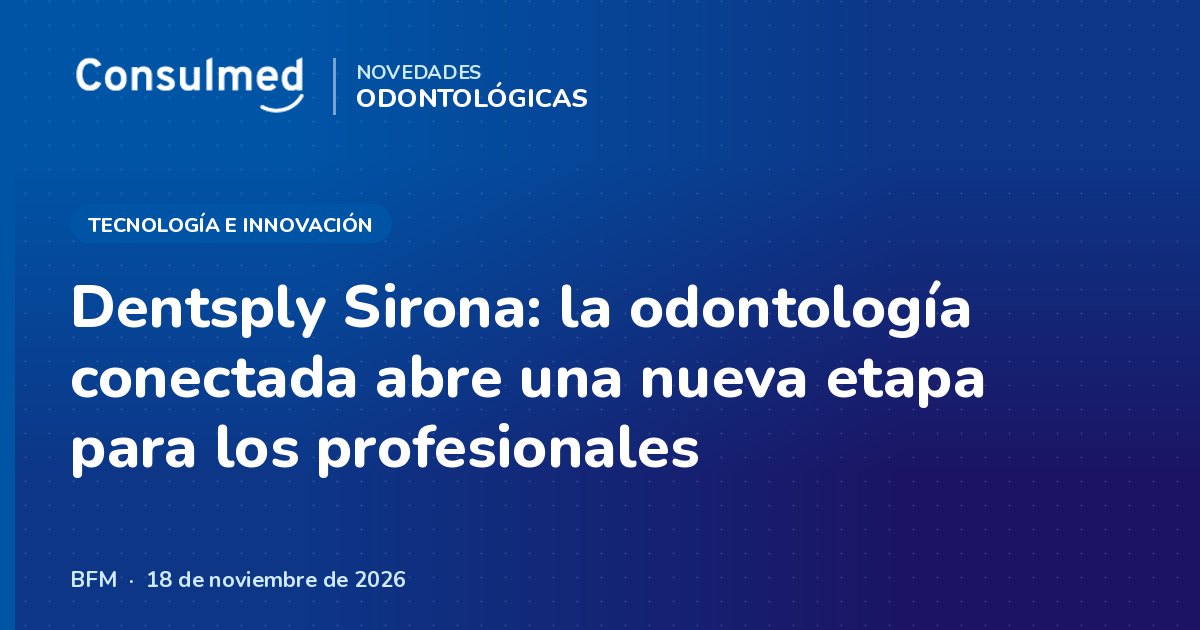 Consulmed
NOVEDADES
ODONTOLÓGICAS
TECNOLOGÍA E INNOVACIÓN
Dentsply Sirona: la odontología
conectada abre una nueva etapa
para los profesionales
BFM · 18 de noviembre de 2026